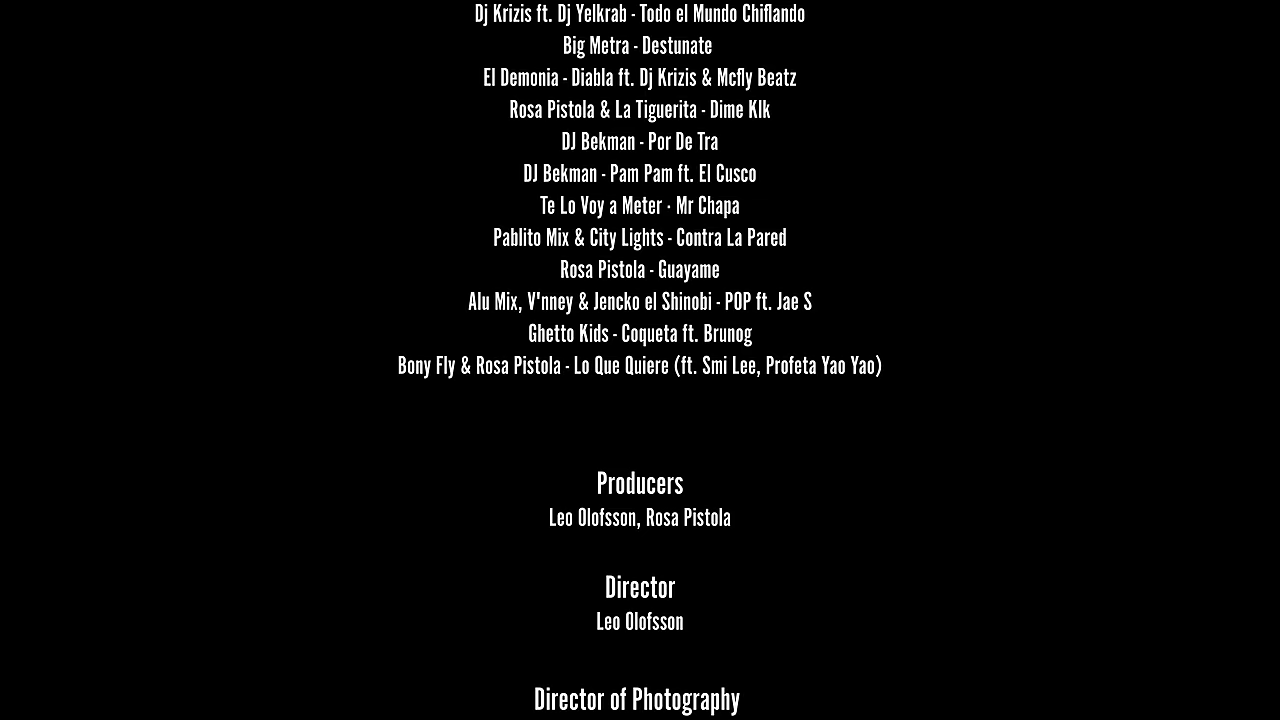 Dj Krizis ft. Dj Yelkrab - Todo el Mundo Chiflando
Big Metra - Destunate
El Demonia - Diabla ft. Dj Krizis & Mcfly Beatz
Rosa Pistola & La Tiguerita - Dime Klk
DJ Bekman - Por De Tra
DJ Bekman - Pam Pam ft. El Cusco
Te Lo Voy a Meter · Mr Chapa
Pablito Mix & City Lights - Contra La Pared
Rosa Pistola - Guayame
Alu Mix, V'nney & Jencko el Shinobi - POP ft. Jae S
Ghetto Kids - Coqueta ft. Brunog
Bony Fly & Rosa Pistola - Lo Que Quiere (ft. Smi Lee, Profeta Yao Yao)
Producers
Leo Olofsson, Rosa Pistola
Director
Leo Olofsson
Director of Photography